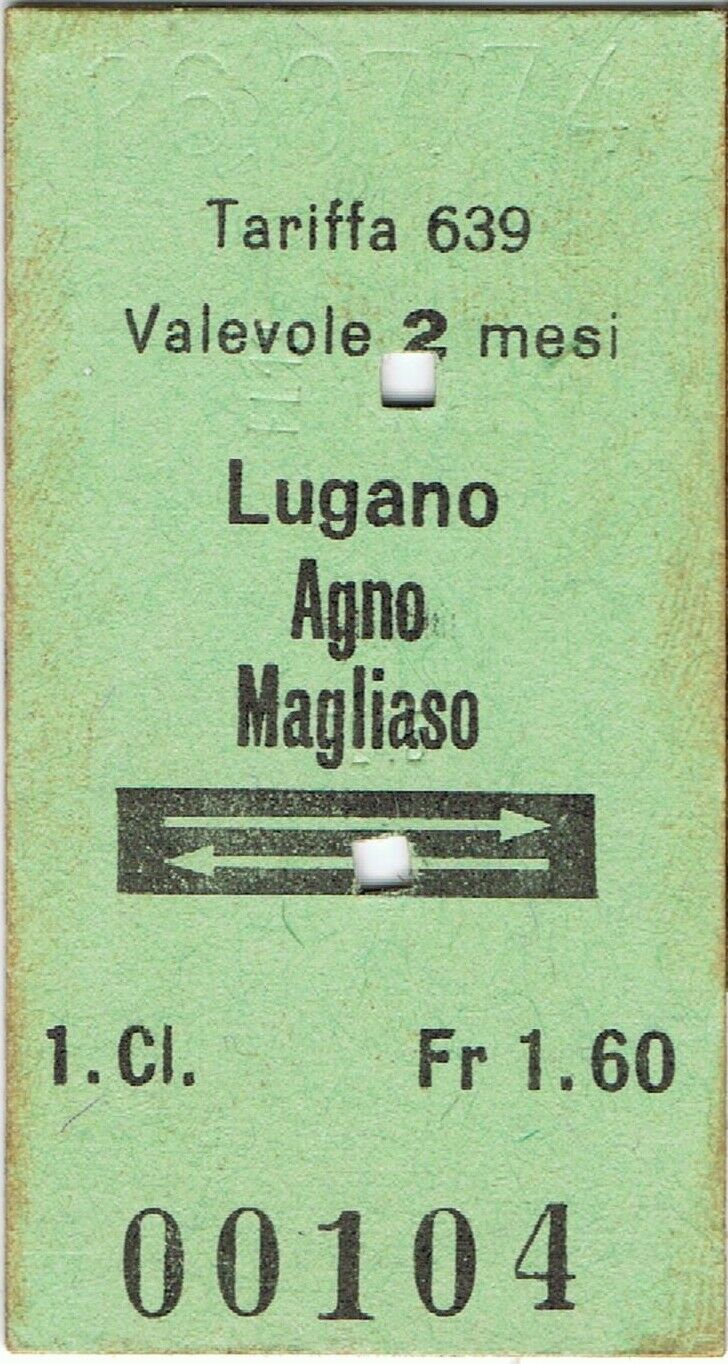 Tariffa 639
Valevole 2 mesi
Lugano
Agno
Magliaso
1. Cl. Fr 1.60
00104